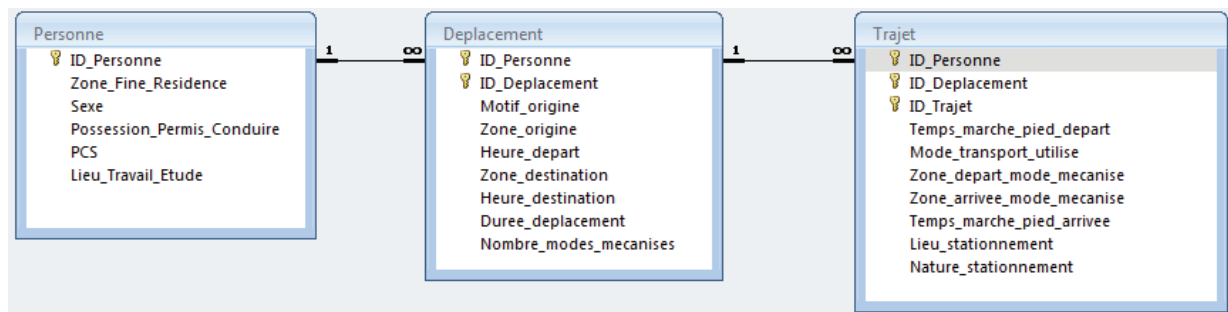 Personne
ID_Personne
Zone_Fine_Residence
Sexe
Possession_Permis_Conduire
PCS
Lieu_Travail_Etude
1
∞
Deplacement
ID_Personne
ID_Deplacement
Motif_origine
Zone_origine
Heure_depart
Zone_destination
Heure_destination
Duree_deplacement
Nombre_modes_mecanises
1
∞
Trajet
ID_Personne
ID_Deplacement
ID_Trajet
Temps_marche_pied_depart
Mode_transport_utilise
Zone_depart_mode_mecanise
Zone_arrivee_mode_mecanise
Temps_marche_pied_arrivee
Lieu_stationnement
Nature_stationnement